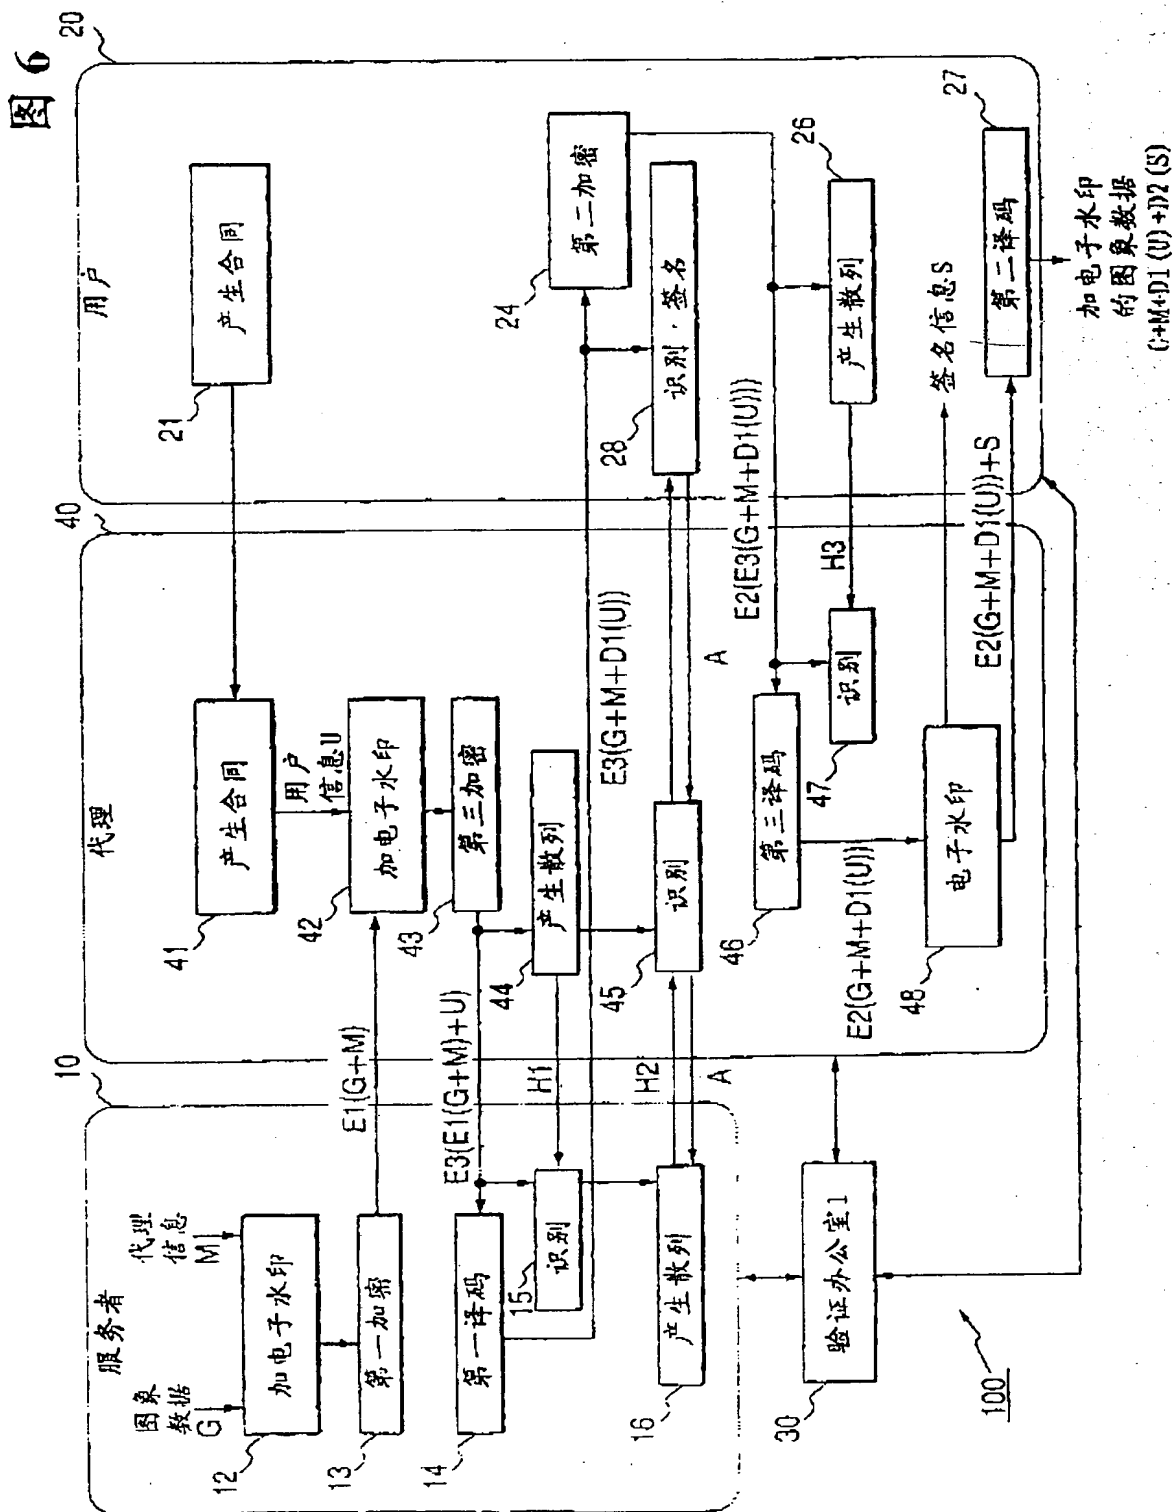 图 6
服务者
10
图象
数据
G
代理
信息
M
12
加电子水印
13
第一加密
14
第一译码
15
识别
16
产生散列
30
验证办公室1
100
E1(G+M)
E3(E1(G+M)+U)
H1
H2
A
代理
40
41
产生合同
用户
信息U
42
加电子水印
43
第三加密
44
产生散列
45
识别
46
第三译码
47
识别
48
电子水印
E2(G+M+D1(U))
E3(G+M+D1(U))
A
E2(E3(G+M+D1(U)))
H3
E2(G+M+D1(U))+S
用户
20
21
产生合同
24
第二加密
28
识别·签名
26
产生散列
签名信息S
27
第二译码
加电子水印
的图象数据
G+M+D1(U)+D2(S)